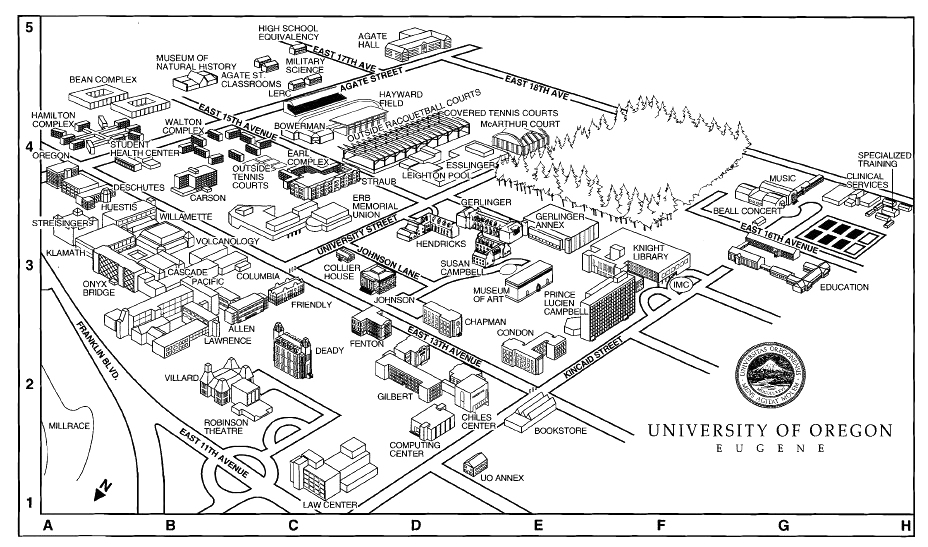 5
HIGH SCHOOL
EQUIVALENCY
AGATE
HALL
EAST 17TH AVE
MUSEUM OF
NATURAL HISTORY
MILITARY
SCIENCE
AGATE ST.
CLASSROOMS
LERC
AGATE STREET
EAST 18TH AVE
BEAN COMPLEX
HAYWARD
FIELD
EAST 15TH AVENUE
OUTSIDE RACQUETBALL COURTS
COVERED TENNIS COURTS
McARTHUR COURT
HAMILTON
COMPLEX
WALTON
COMPLEX
BOWERMAN
4
STUDENT
HEALTH CENTER
OREGON
EARL
COMPLEX
OUTSIDE
TENNIS
COURTS
STRAUB
ESSLINGER
LEIGHTON POOL
SPECIALIZED
TRAINING
CLINICAL
SERVICES
MUSIC
DESCHUTES
CARSON
HUESTIS
WILLAMETTE
STREISINGER
ERB
MEMORIAL
UNION
UNIVERSITY STREET
GERLINGER
GERLINGER
ANNEX
HENDRICKS
BEALL CONCERT
EAST 16TH AVENUE
KLAMATH
VOLCANOLOGY
3
JOHNSON LANE
KNIGHT
LIBRARY
SUSAN
CAMPBELL
COLLIER
HOUSE
CASCADE
PACIFIC
COLUMBIA
ONYX
BRIDGE
MUSEUM
OF ART
IMC
EDUCATION
PRINCE
LUCIEN
CAMPBELL
JOHNSON
FRIENDLY
ALLEN
LAWRENCE
CHAPMAN
CONDON
FENTON
DEADY
EAST 13TH AVENUE
KINCAID STREET
FRANKLIN BLVD.
2
VILLARD
GILBERT
CHILES
CENTER
ROBINSON
THEATRE
BOOKSTORE
COMPUTING
CENTER
MILLRACE
EAST 11TH AVENUE
UNIVERSITAS OREGONENSIS
MENS AGITAT MOLEM
UNIVERSITY OF OREGON
EUGENE
UO ANNEX
N
LAW CENTER
1
A B C D E F G H